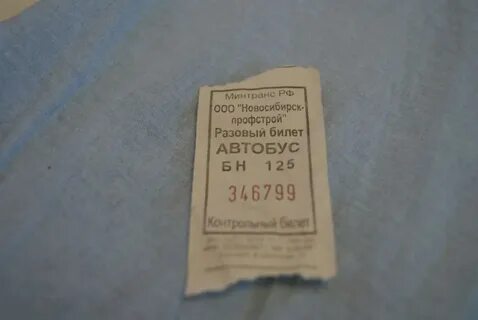 Минтранс РФ
ООО "Новосибирск-
профстрой"
Разовый билет
АВТОБУС
БН 125
346799
Контрольный билет